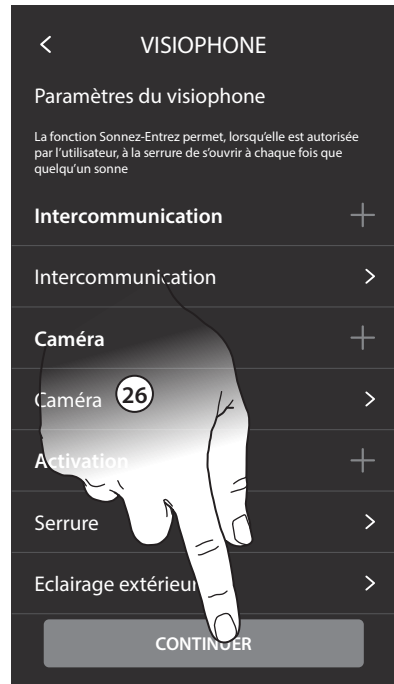 VISIOPHONE
Paramètres du visiophone
La fonction Sonnez-Entrez permet, lorsqu'elle est autorisée
par l'utilisateur, à la serrure de s'ouvrir à chaque fois que
quelqu'un sonne
Intercommunication
Intercommunication
Caméra
Caméra
26
Activation
Serrure
Eclairage extérieur
CONTINUER